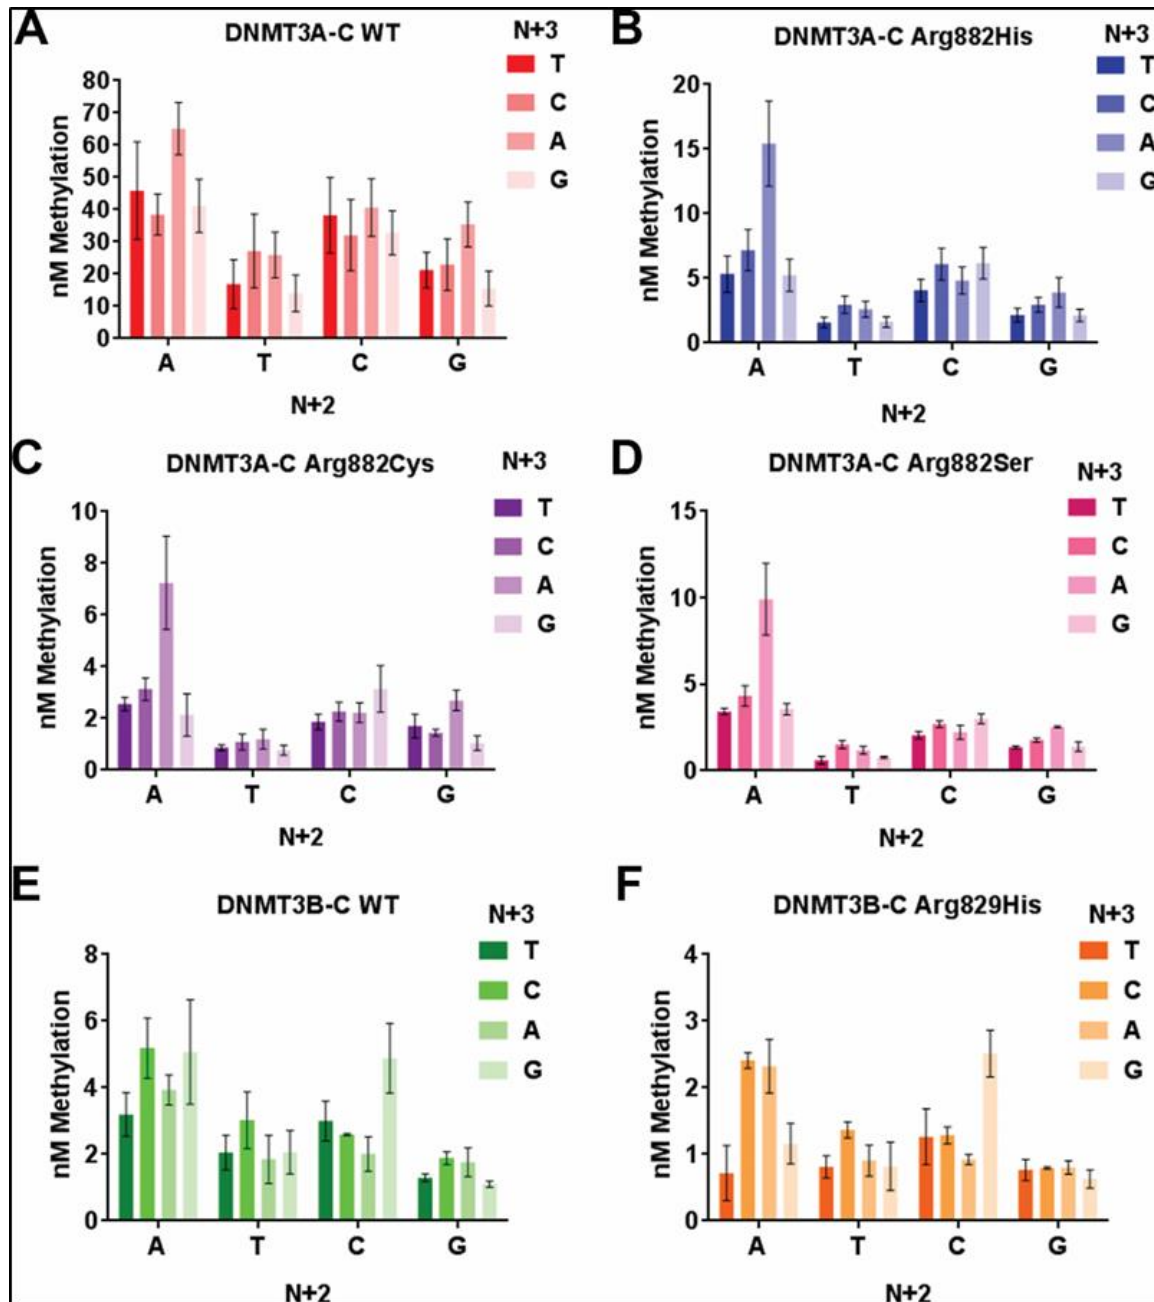 A
DNMT3A-C WT
N+3
T
C
A
G
nM Methylation
80
70
60
50
40
30
20
10
0
A T C G
N+2
B
DNMT3A-C Arg882His
N+3
T
C
A
G
nM Methylation
20
15
10
5
0
A T C G
N+2
C
DNMT3A-C Arg882Cys
N+3
T
C
A
G
nM Methylation
10
8
6
4
2
0
A T C G
N+2
D
DNMT3A-C Arg882Ser
N+3
T
C
A
G
nM Methylation
15
10
5
0
A T C G
N+2
E
DNMT3B-C WT
N+3
T
C
A
G
nM Methylation
8
6
4
2
0
A T C G
N+2
F
DNMT3B-C Arg829His
N+3
T
C
A
G
nM Methylation
4
3
2
1
0
A T C G
N+2